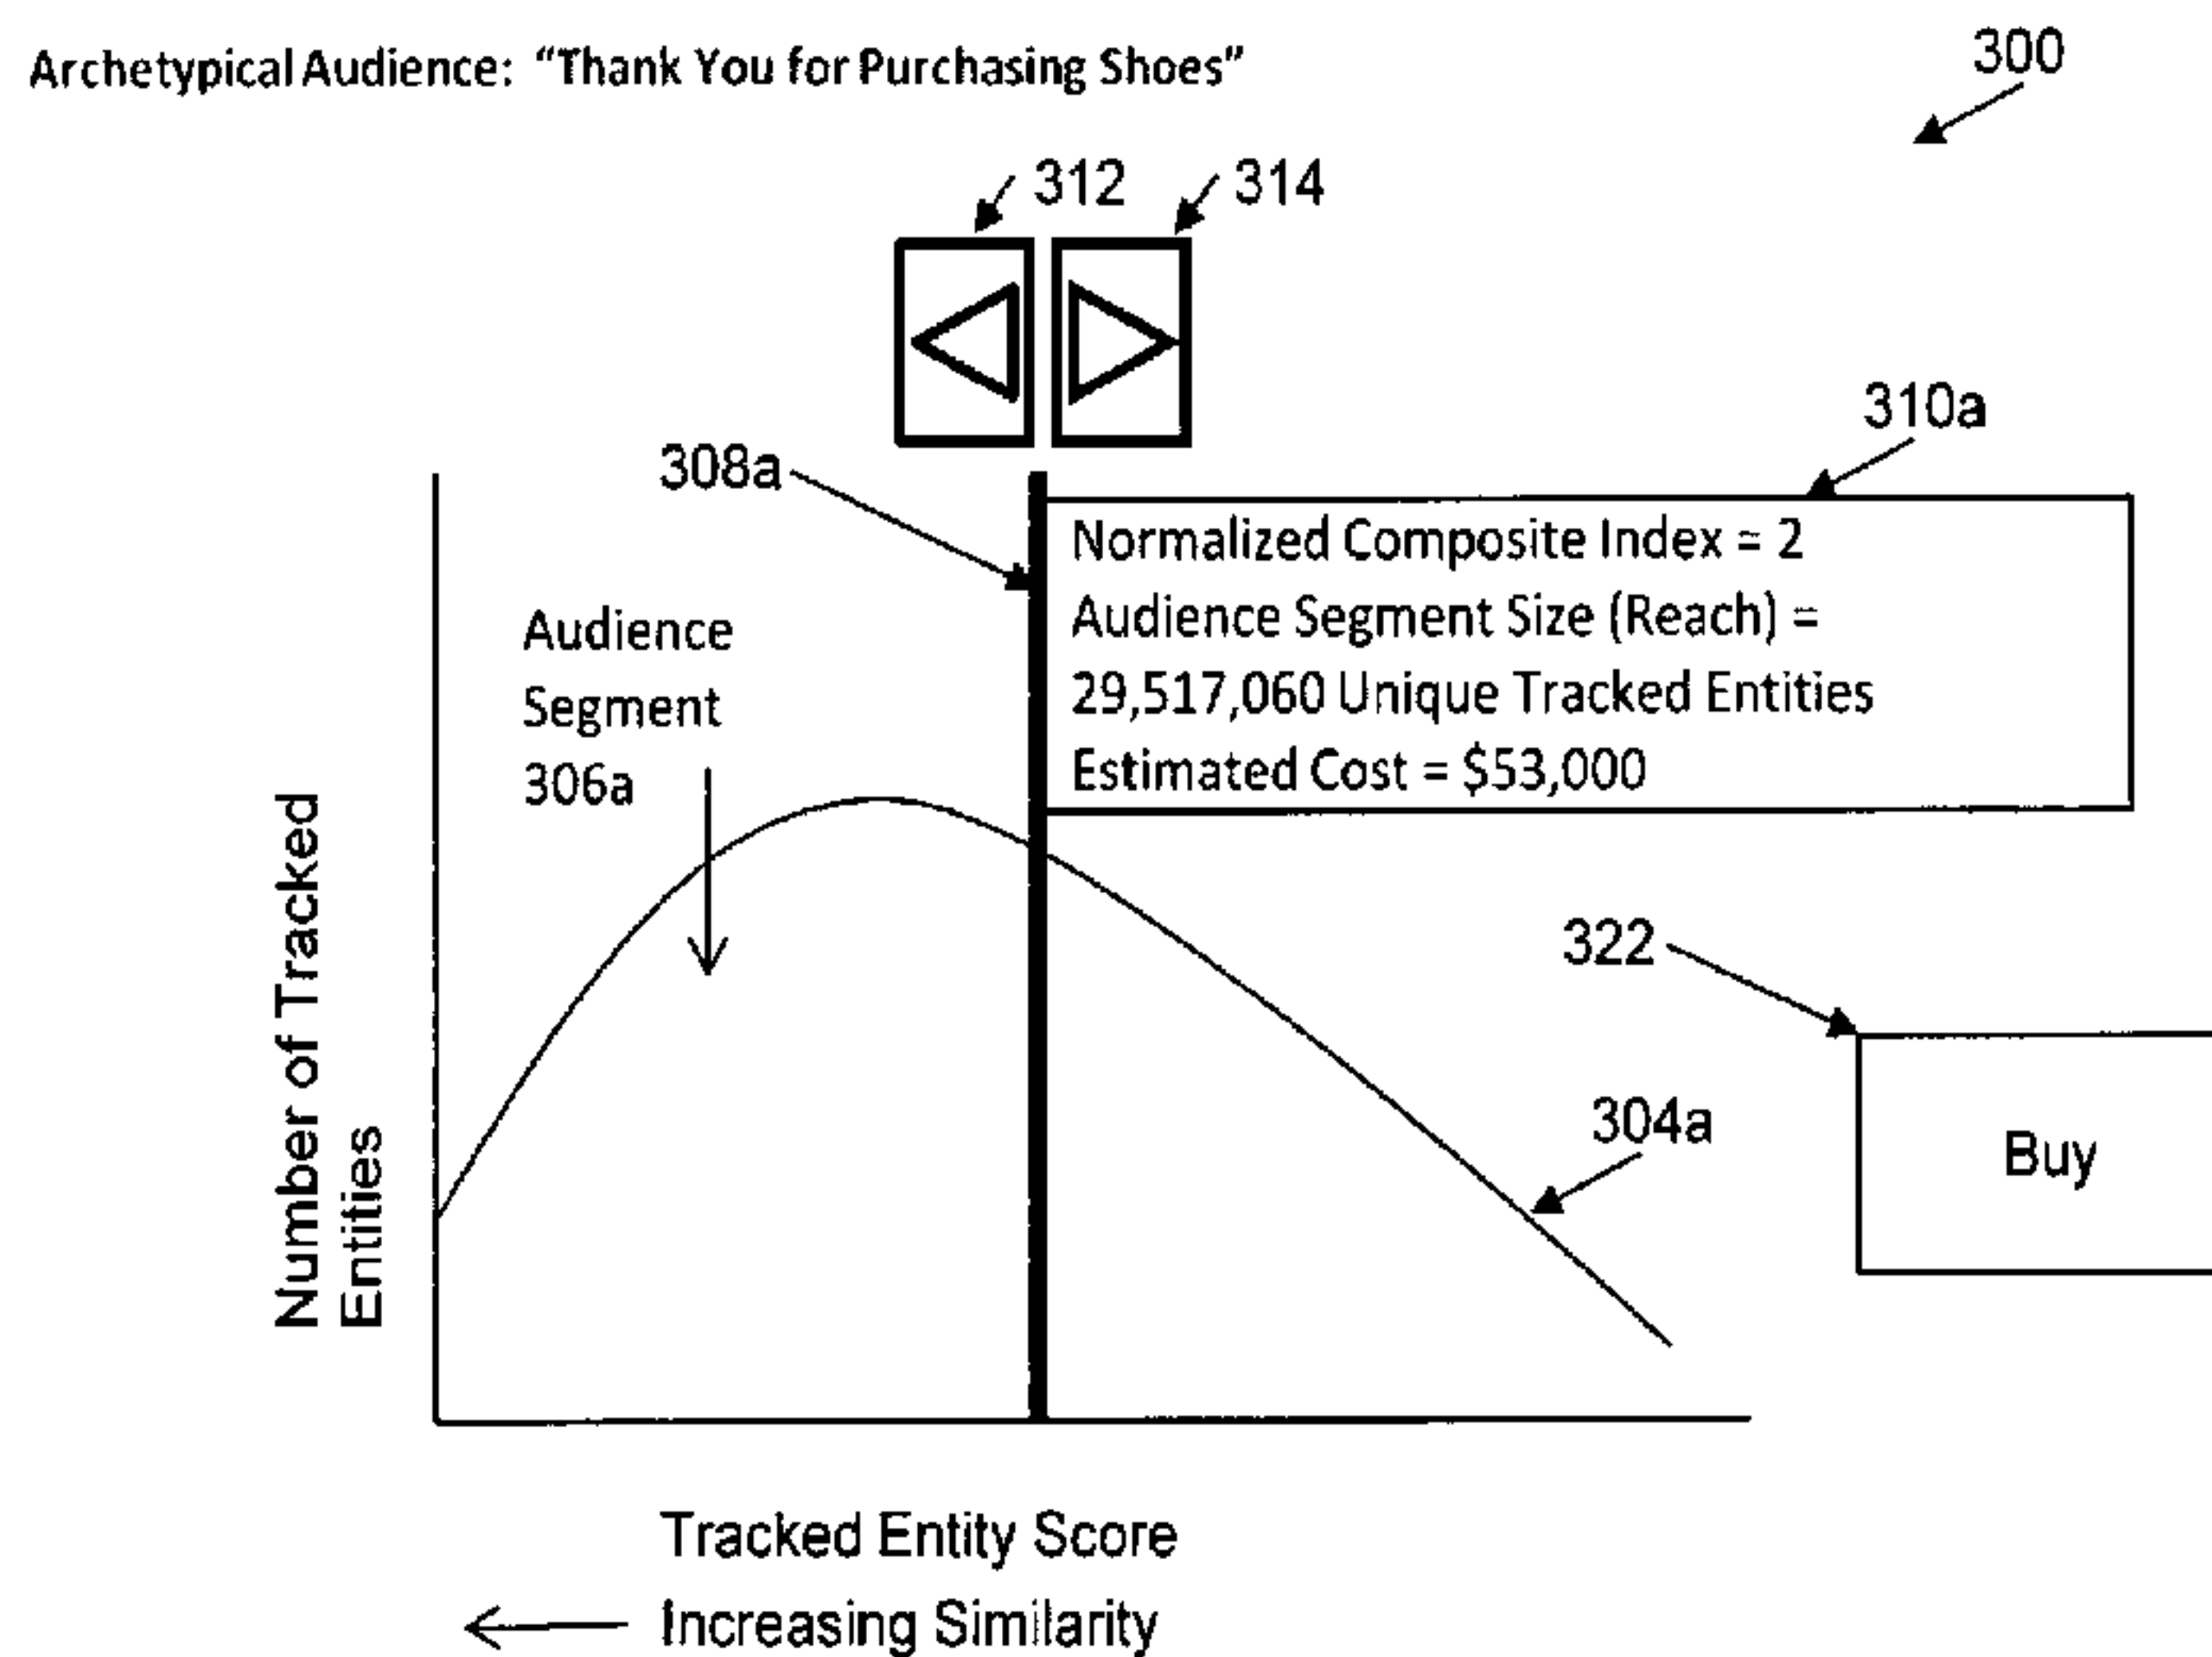 Archetypical Audience: “Thank You for Purchasing Shoes”
300
312
314
310a
308a
Normalized Composite Index = 2
Audience Segment Size (Reach) =
29,517,060 Unique Tracked Entities
Estimated Cost = $53,000
Audience
Segment
306a
322
Buy
304a
Number of Tracked
Entities
Tracked Entity Score
Increasing Similarity